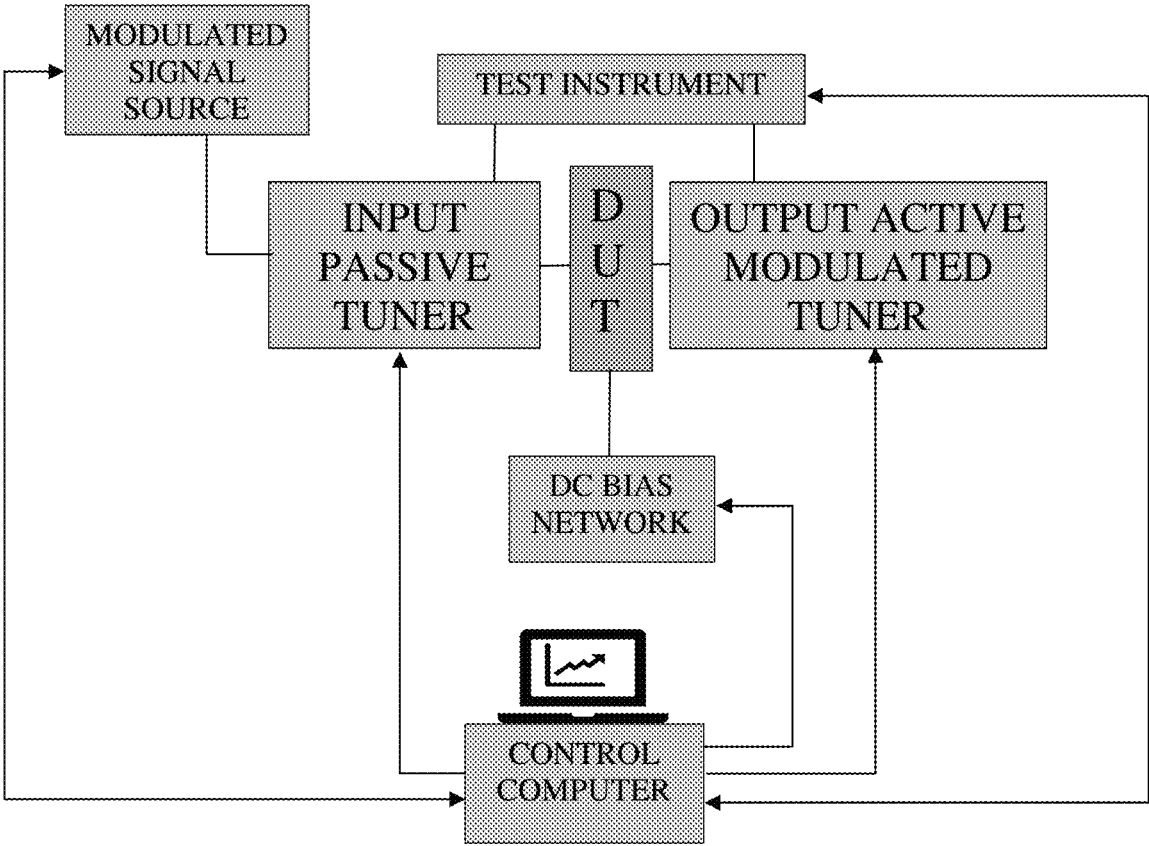 MODULATED
SIGNAL
SOURCE
TEST INSTRUMENT
INPUT
PASSIVE
TUNER
D
U
T
OUTPUT ACTIVE
MODULATED
TUNER
DC BIAS
NETWORK
CONTROL
COMPUTER